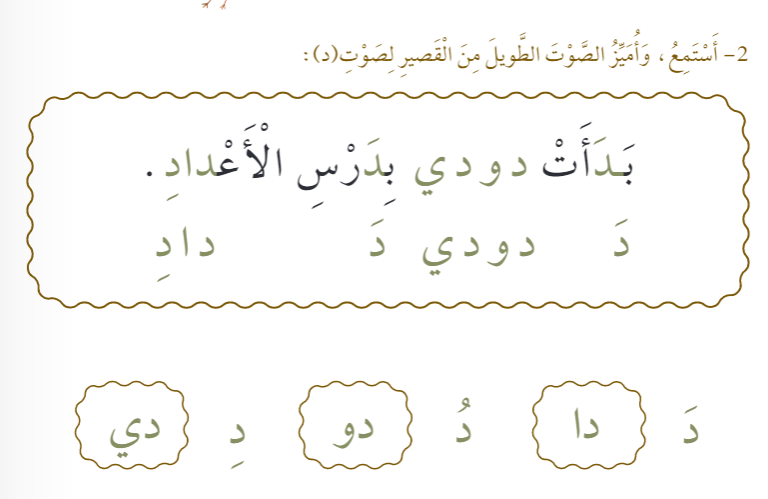 2- أَسْتَمِعُ، وَأُمَيِّزُ الصَّوْتَ الطَّويلَ مِنَ الْقَصيرِ لِصَوْتِ(د):
بَدَأَتْ دودي بِدَرْسِ الْأَعْدادِ.
دَ دودي دَ دادِ
دَ دا دُ دو دِ دي